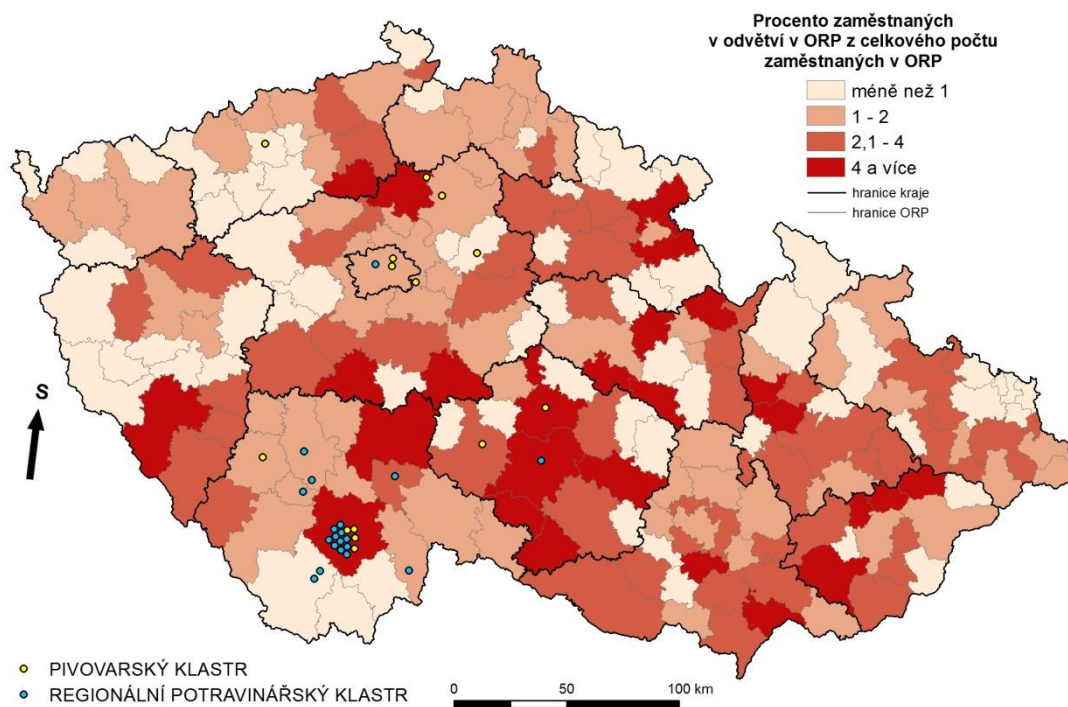 Procento zaměstnaných
v odvětví v ORP z celkového počtu
zaměstnaných v ORP
méně než 1
1 - 2
2,1 - 4
4 a více
hranice kraje
hranice ORP
S
PIVOVARSKÝ KLASTR
REGIONÁLNÍ POTRAVINÁŘSKÝ KLASTR
0 50 100 km